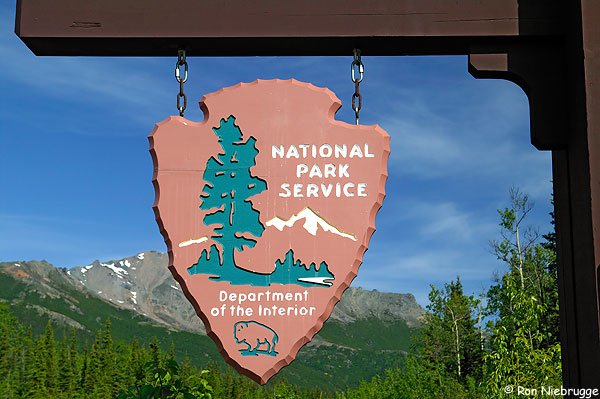 NATIONAL
PARK
SERVICE
Department
of the Interior
© Ron Niebrugge